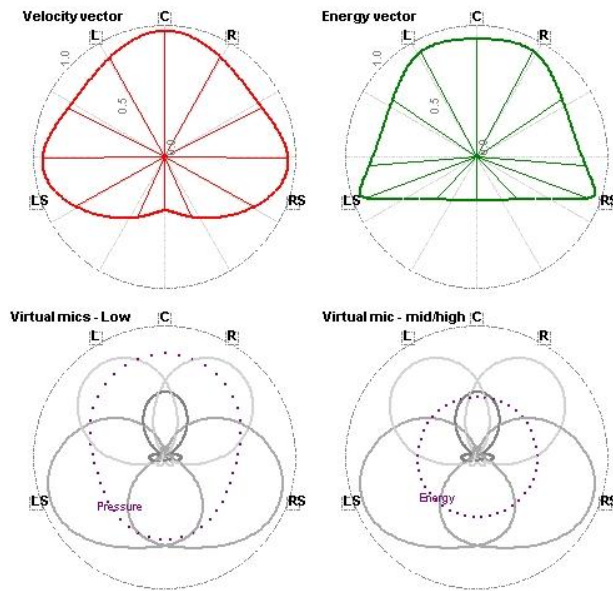 Velocity vector
C
L
R
1.0
0.5
0.0
LS
RS
Energy vector
C
L
R
1.0
0.5
0.0
LS
RS
Virtual mics - Low
C
L
R
LS
RS
Pressure
Virtual mic - mid/high
C
L
R
LS
RS
Energy